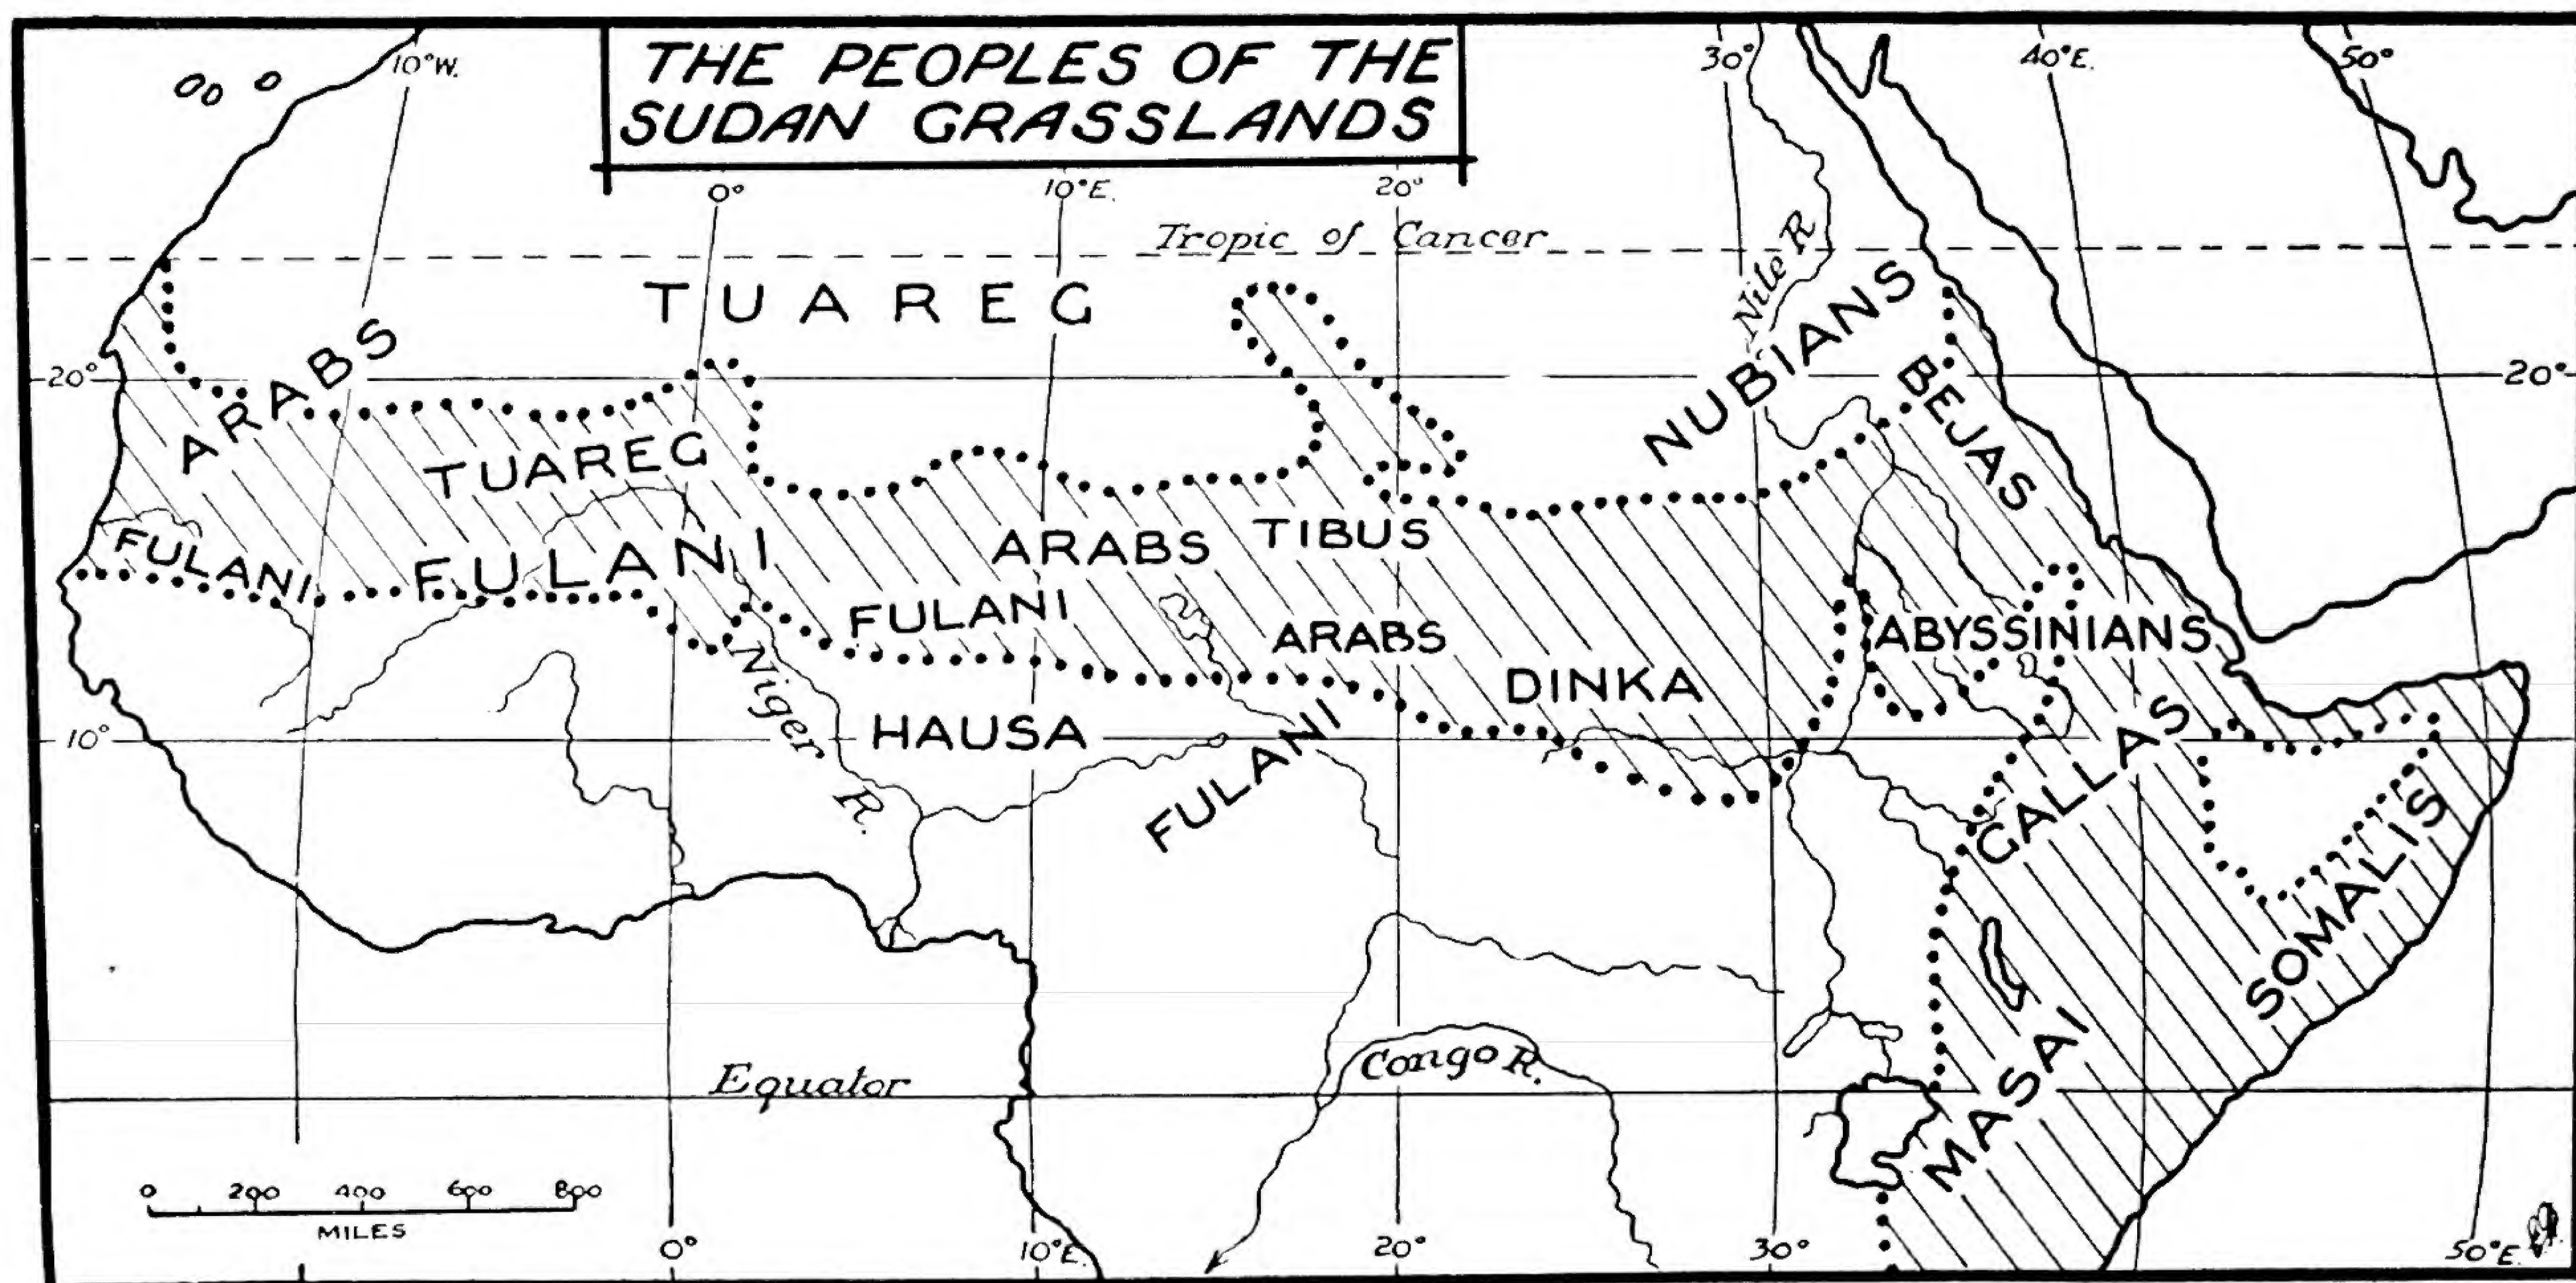 THE PEOPLES OF THE
SUDAN GRASSLANDS
10°W.
30°
40°E.
50°
0°
10°E.
20°
Tropic of Cancer
Nile R
TUAREG
ARABS
NUBIANS
20°
20°
BEJAS
TUAREG
FULANI
FULANI
ARABS
TIBUS
FULANI
ARABS
ABYSSINIANS
DINKA
Niger R.
10°
HAUSA
FULANI
GALLAS
SOMALIS
MASAI
Congo R.
Equator
0 200 400 600 800
MILES
0°
10°E.
20°
30°
50°E.